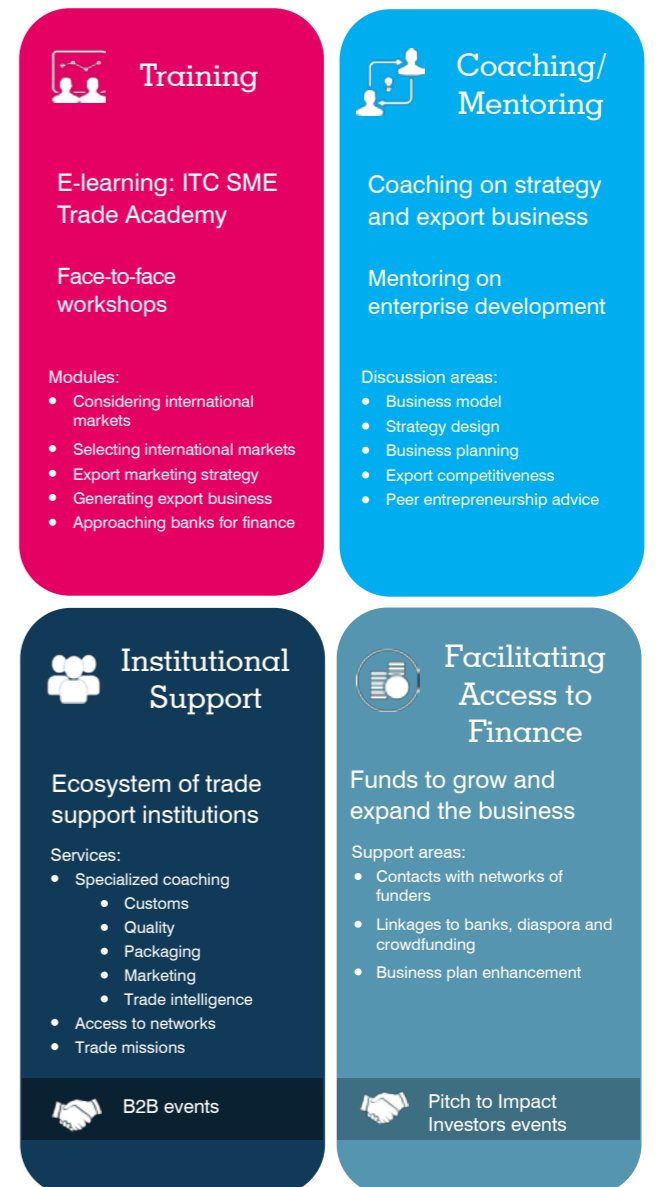 Training
E-learning: ITC SME
Trade Academy
Face-to-face
workshops
Modules:
• Considering international
markets
• Selecting international markets
• Export marketing strategy
• Generating export business
• Approaching banks for finance
Coaching/
Mentoring
Coaching on strategy
and export business
Mentoring on
enterprise development
Discussion areas:
• Business model
• Strategy design
• Business planning
• Export competitiveness
• Peer entrepreneurship advice
Institutional
Support
Ecosystem of trade
support institutions
Services:
• Specialized coaching
• Customs
• Quality
• Packaging
• Marketing
• Trade intelligence
• Access to networks
• Trade missions
B2B events
Facilitating
Access to
Finance
Funds to grow and
expand the business
Support areas:
• Contacts with networks of
funders
• Linkages to banks, diaspora and
crowdfunding
• Business plan enhancement
Pitch to Impact
Investors events